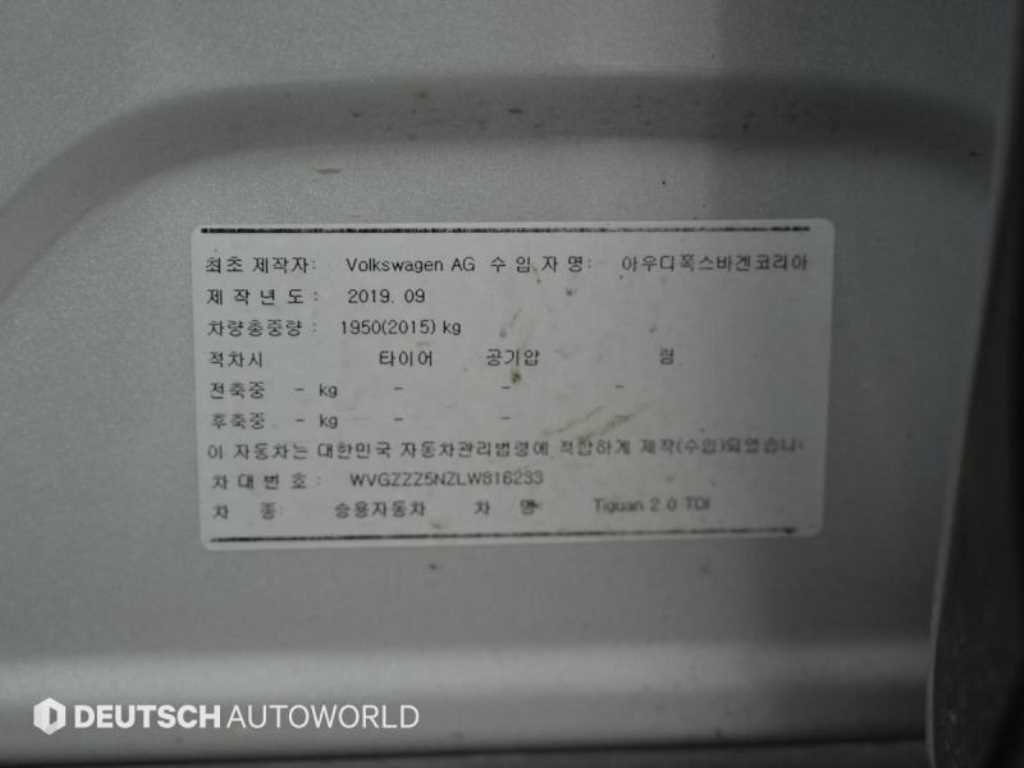 최초 제작자: Volkswagen AG 수 입 자 명: 아우디폭스바겐코리아
제 작 년 도 : 2019. 09
차량총중량 : 1950(2015) kg
적차시 타이어 공기압 림
전축중 - kg - - -
후축중 - kg - -
이 자동차는 대한민국 자동차관리법령에 적합하게 제작(수입)되었습니다
차 대 번 호 : WVGZZZ5NZLW816233
차 종: 승용자동차 차 명: Tiguan 2.0 TDI
DEUTSCH AUTOWORLD